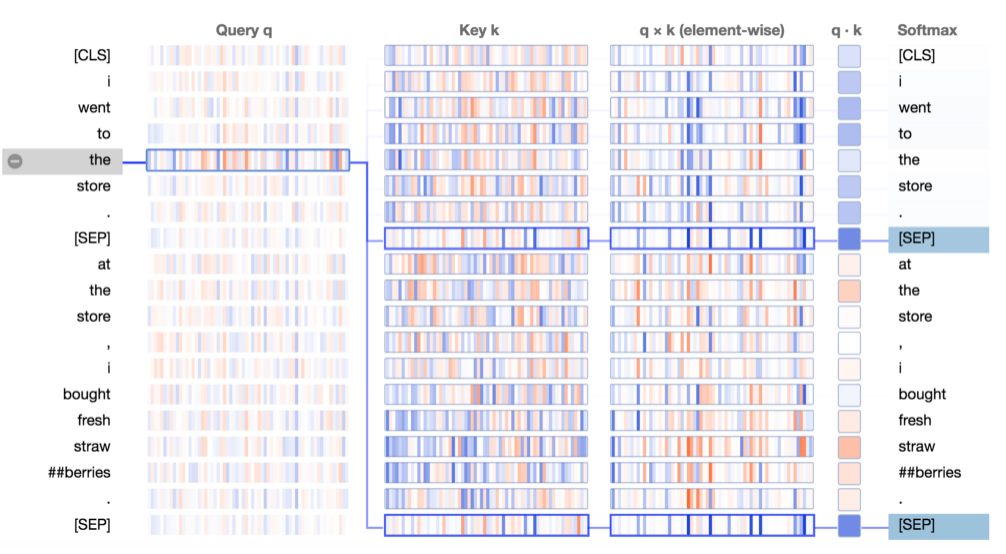 Query q Key k q × k (element-wise) q · k Softmax
[CLS] [CLS]
i i
went went
to to
the the
store store
. .
[SEP] [SEP]
at at
the the
store store
, ,
i i
bought bought
fresh fresh
straw straw
##berries ##berries
. .
[SEP] [SEP]